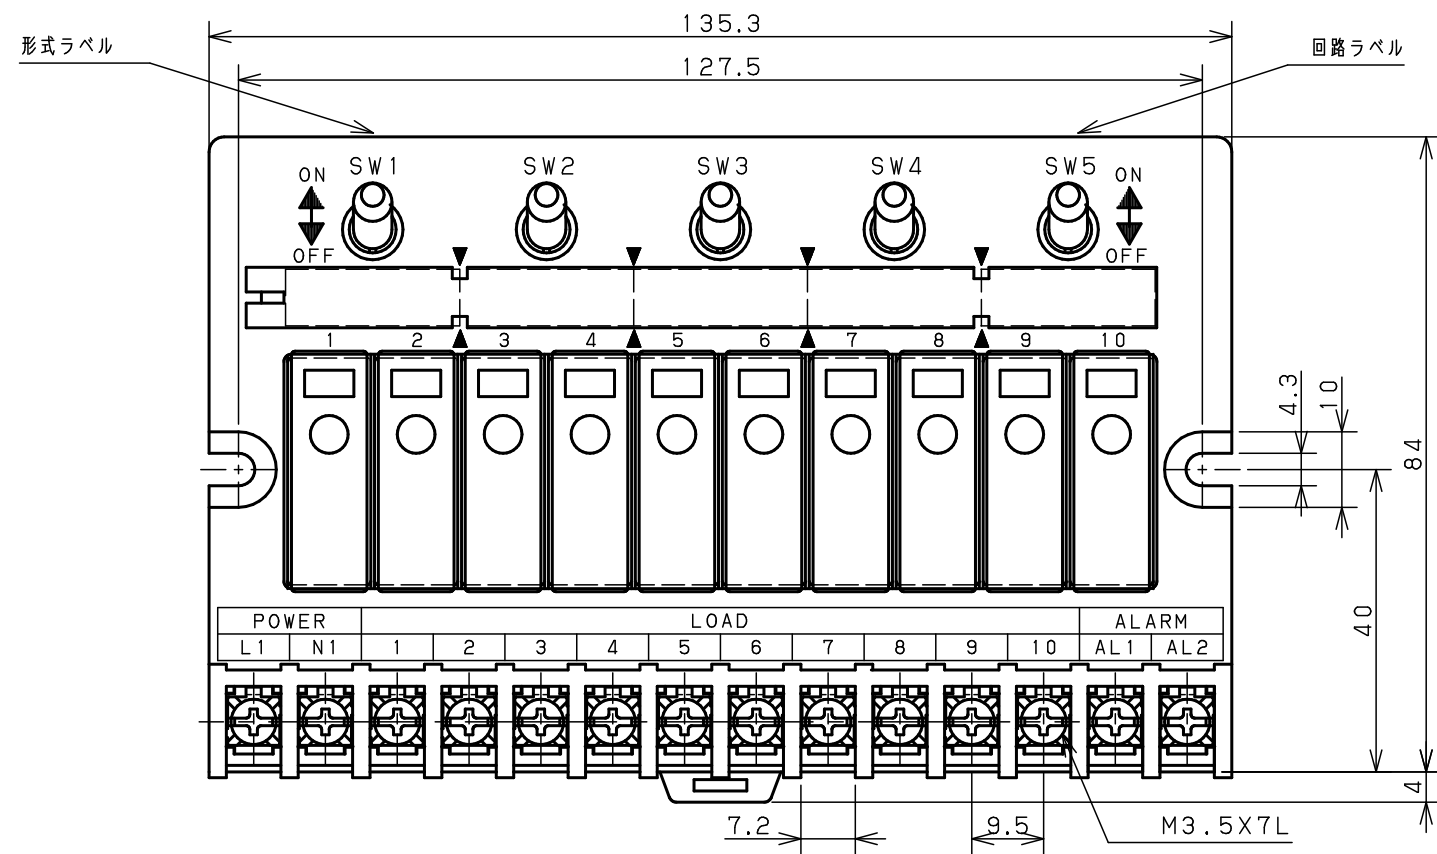 135.3
形式ラベル
回路ラベル
127.5
SW1 SW2 SW3 SW4 SW5
ON ON
OFF OFF
1 2 3 4 5 6 7 8 9 10
4.3
10
84
40
POWER LOAD ALARM
L1 N1 1 2 3 4 5 6 7 8 9 10 AL1 AL2
4
7.2
9.5
M3.5X7L